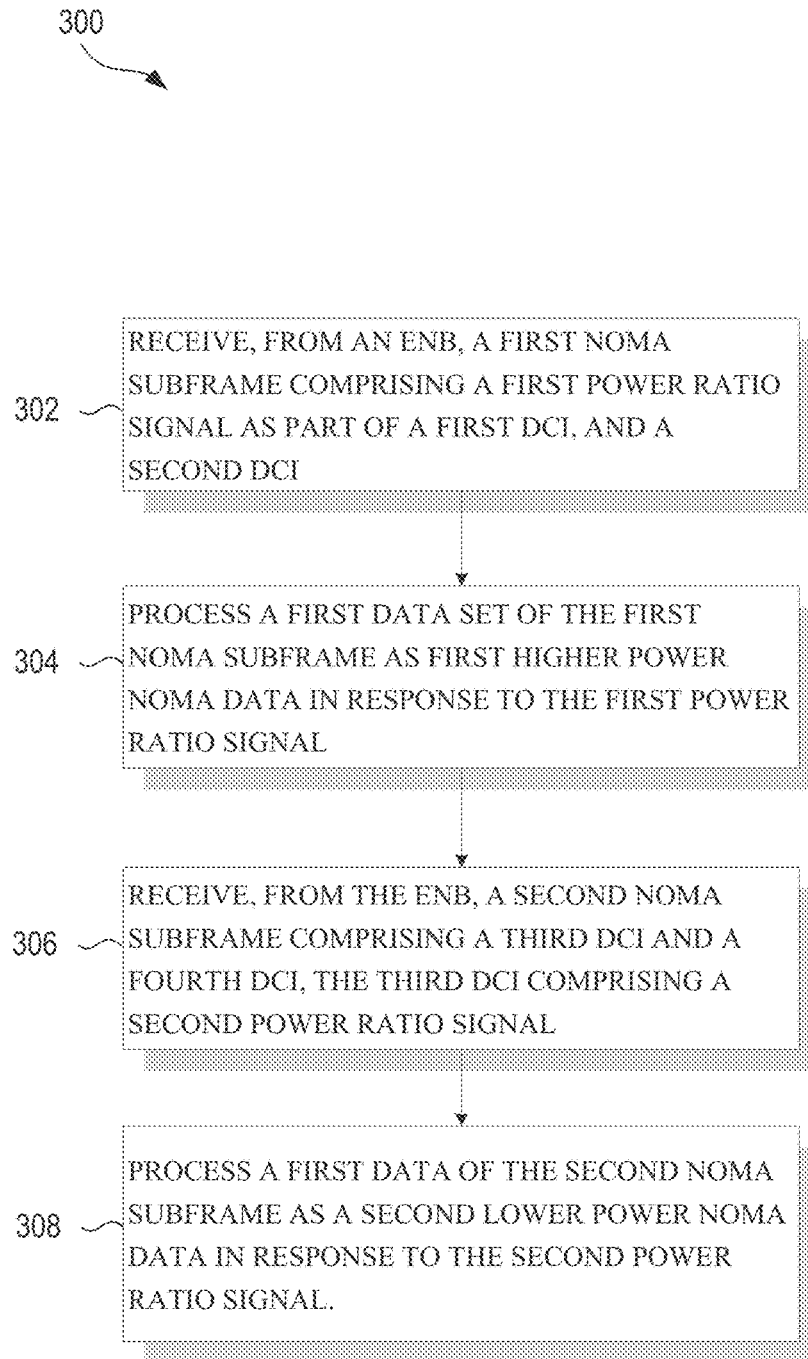 300
302
RECEIVE, FROM AN ENB, A FIRST NOMA
SUBFRAME COMPRISING A FIRST POWER RATIO
SIGNAL AS PART OF A FIRST DCI, AND A
SECOND DCI
304
PROCESS A FIRST DATA SET OF THE FIRST
NOMA SUBFRAME AS FIRST HIGHER POWER
NOMA DATA IN RESPONSE TO THE FIRST POWER
RATIO SIGNAL
306
RECEIVE, FROM THE ENB, A SECOND NOMA
SUBFRAME COMPRISING A THIRD DCI AND A
FOURTH DCI, THE THIRD DCI COMPRISING A
SECOND POWER RATIO SIGNAL
308
PROCESS A FIRST DATA OF THE SECOND NOMA
SUBFRAME AS A SECOND LOWER POWER NOMA
DATA IN RESPONSE TO THE SECOND POWER
RATIO SIGNAL.